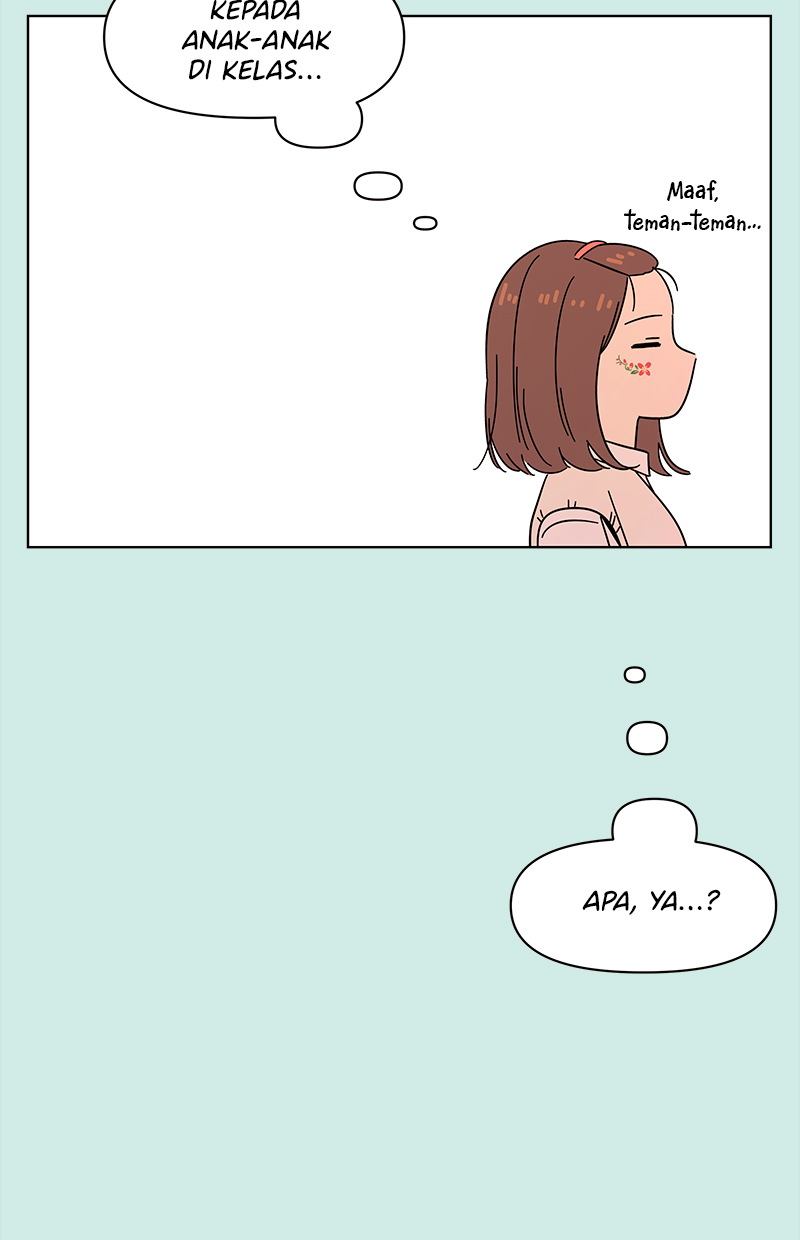 KEPADA
ANAK-ANAK
DI KELAS...
Maaf,
teman-teman...
APA, YA...?